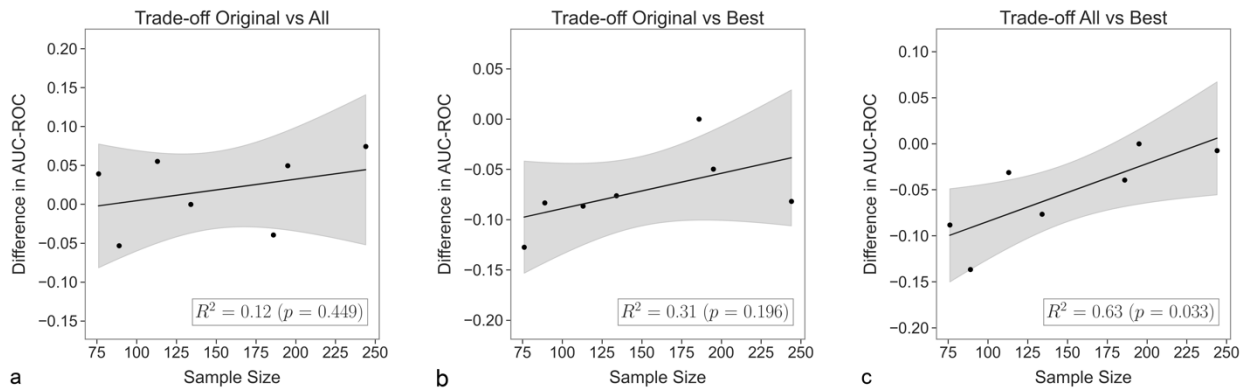 Trade-off Original vs All
0.20
0.15
0.10
0.05
0.00
−0.05
−0.10
−0.15
Difference in AUC-ROC
R² = 0.12 (p = 0.449)
75 100 125 150 175 200 225 250
Sample Size
a
Trade-off Original vs Best
0.05
0.00
−0.05
−0.10
−0.15
−0.20
Difference in AUC-ROC
R² = 0.31 (p = 0.196)
75 100 125 150 175 200 225 250
Sample Size
b
Trade-off All vs Best
0.10
0.05
0.00
−0.05
−0.10
−0.15
−0.20
Difference in AUC-ROC
R² = 0.63 (p = 0.033)
75 100 125 150 175 200 225 250
Sample Size
c